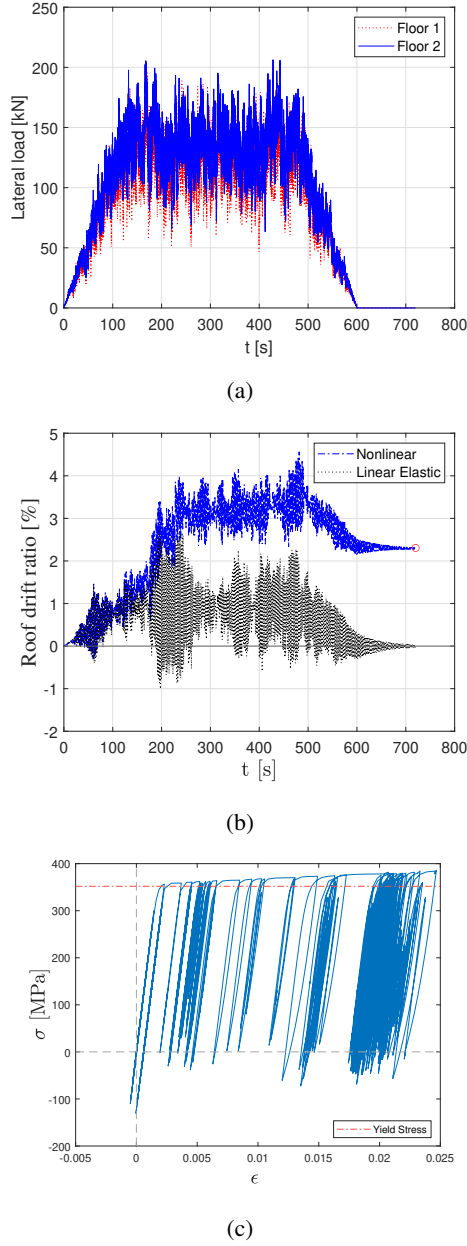 250
200
150
100
50
0
Lateral load [kN]
Floor 1
Floor 2
0 100 200 300 400 500 600 700 800
t [s]
(a)
5
4
3
2
1
0
-1
-2
Roof drift ratio [%]
Nonlinear
Linear Elastic
0 100 200 300 400 500 600 700 800
t [s]
(b)
400
300
200
100
0
-100
-200
σ [MPa]
Yield Stress
-0.005 0 0.005 0.01 0.015 0.02 0.025
ϵ
(c)